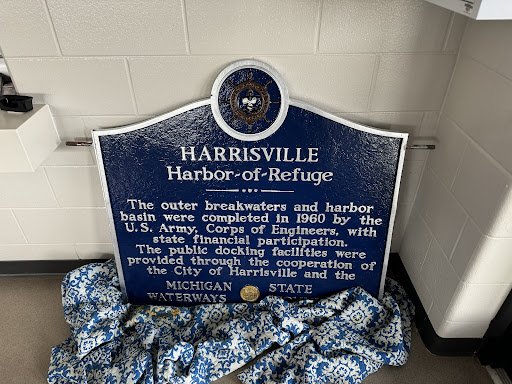 HARRISVILLE
Harbor-of-Refuge
The outer breakwaters and harbor
basin were completed in 1960 by the
U.S. Army, Corps of Engineers, with
state financial participation.
The public docking facilities were
provided through the cooperation of
the City of Harrisville and the
MICHIGAN STATE
WATERWAYS